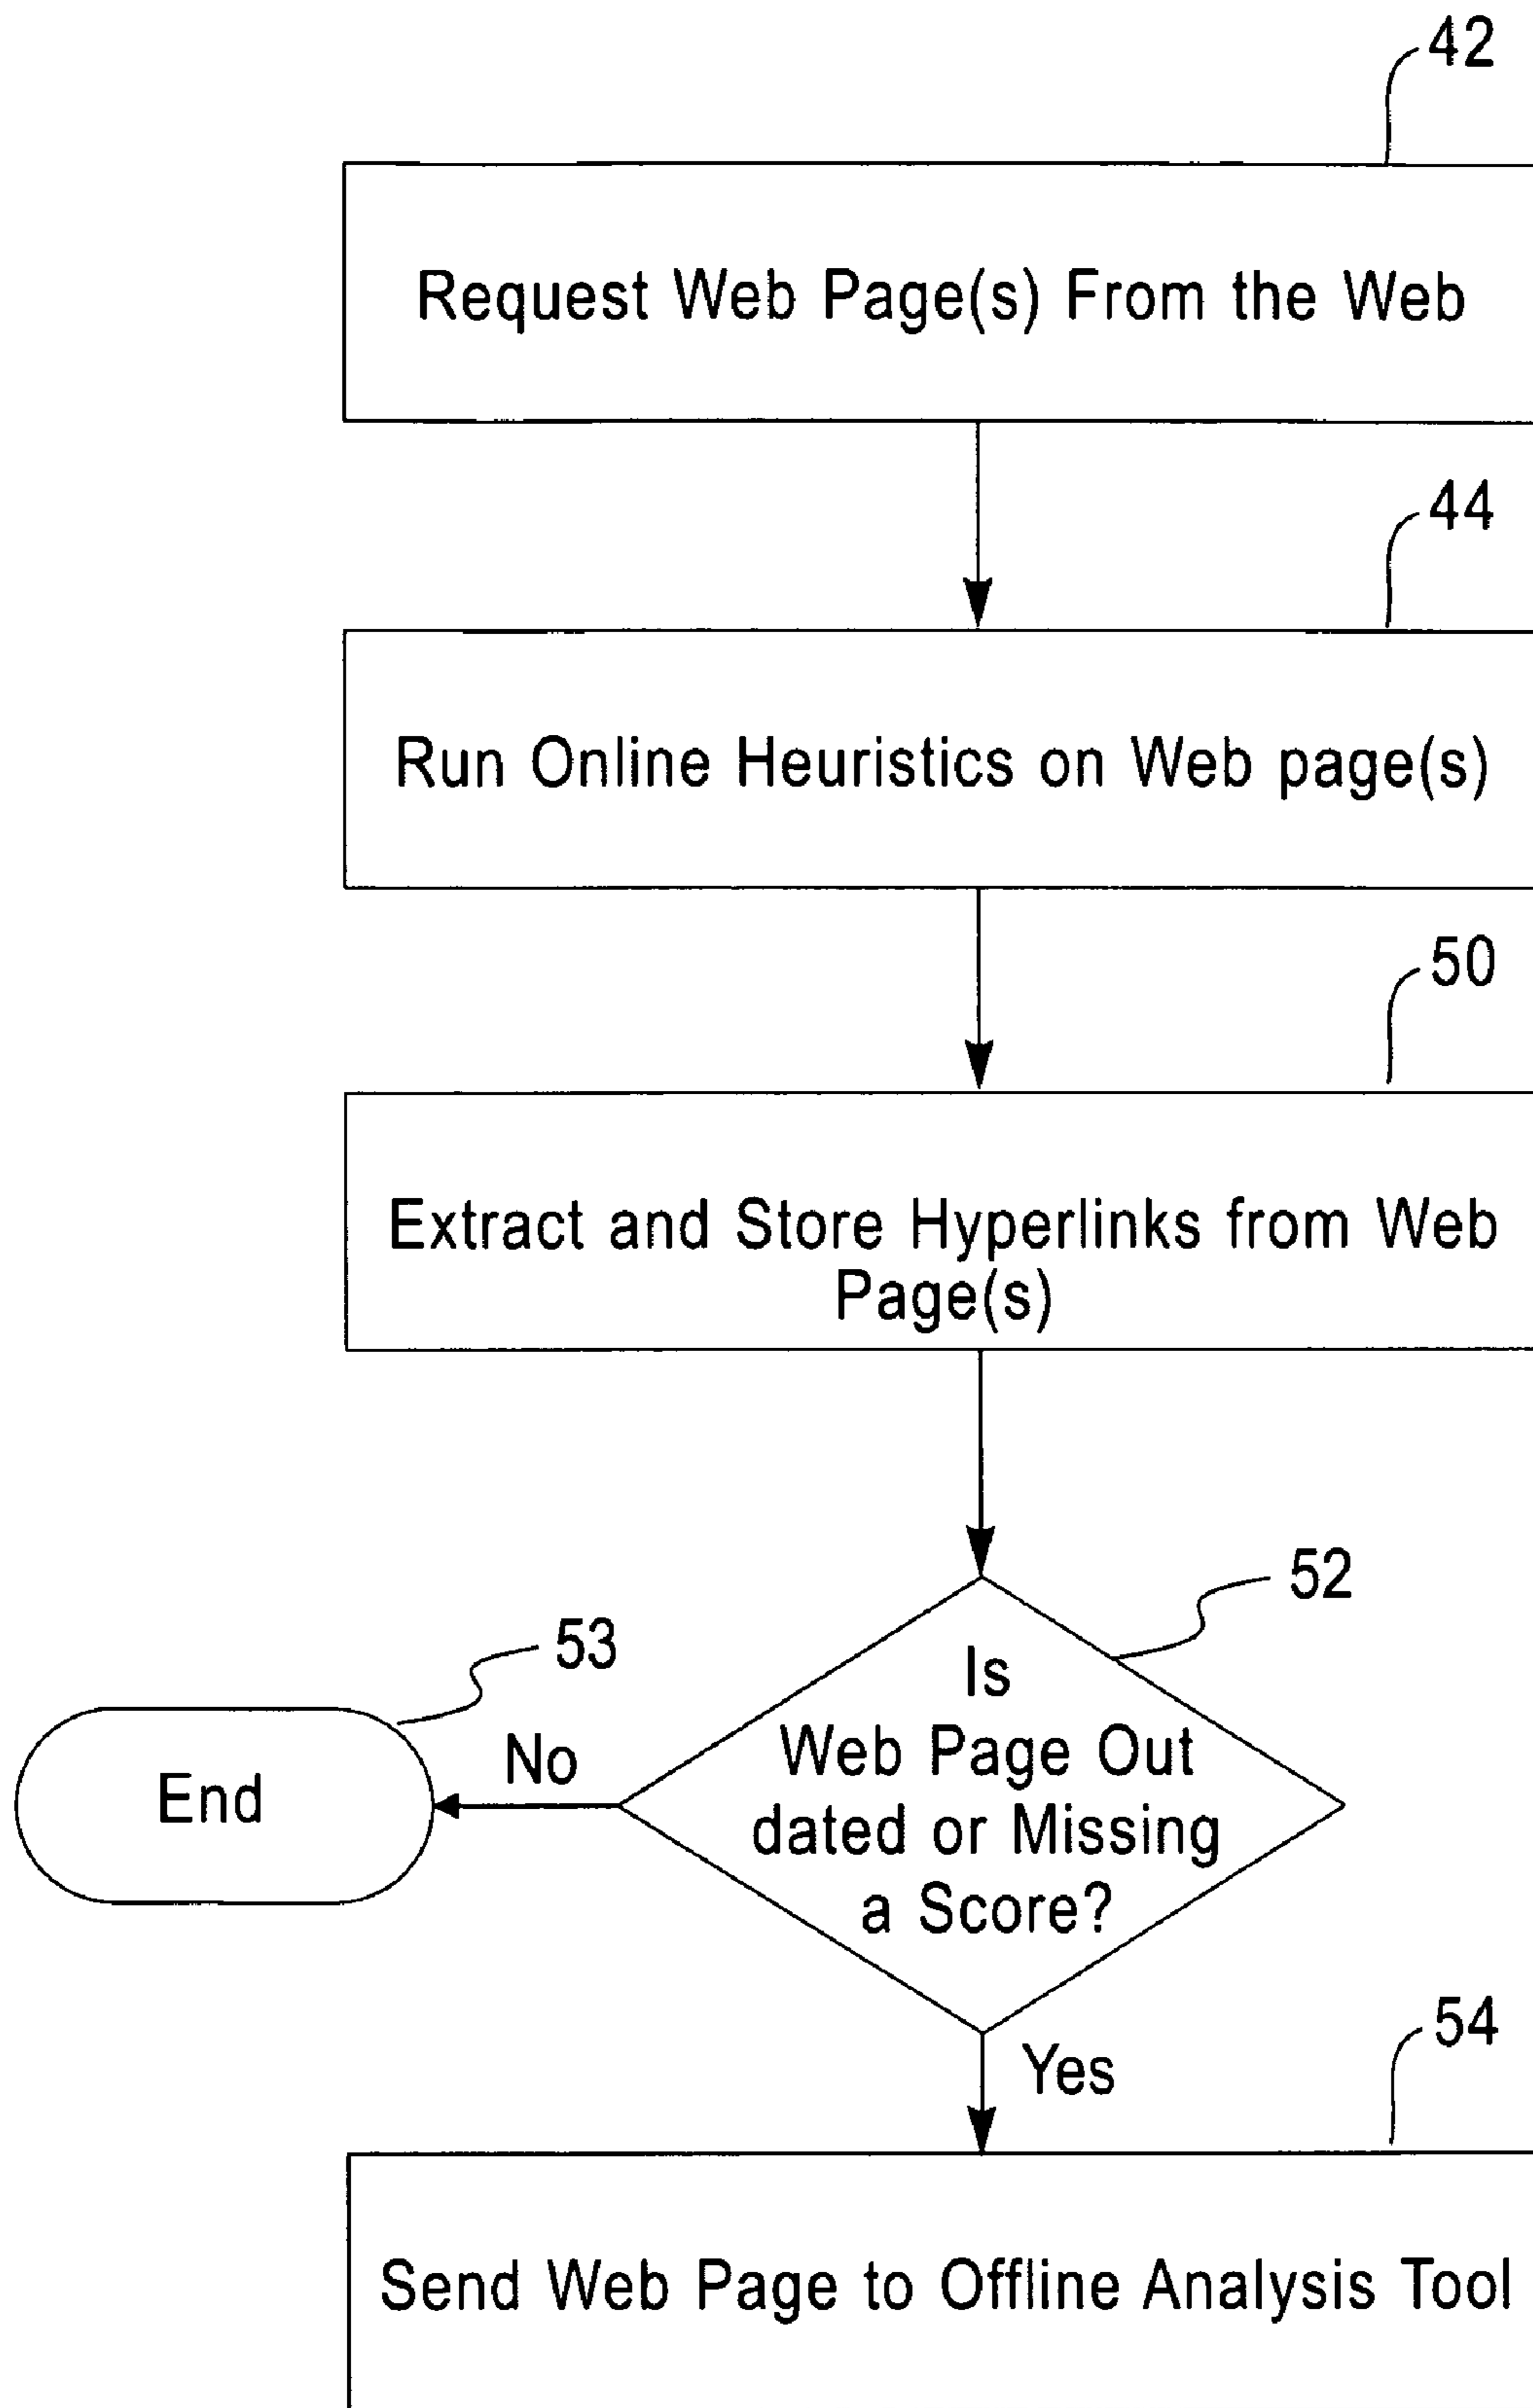 42
Request Web Page(s) From the Web
44
Run Online Heuristics on Web page(s)
50
Extract and Store Hyperlinks from Web
Page(s)
52
53
Is
Web Page Out
dated or Missing
a Score?
No
End
Yes
54
Send Web Page to Offline Analysis Tool